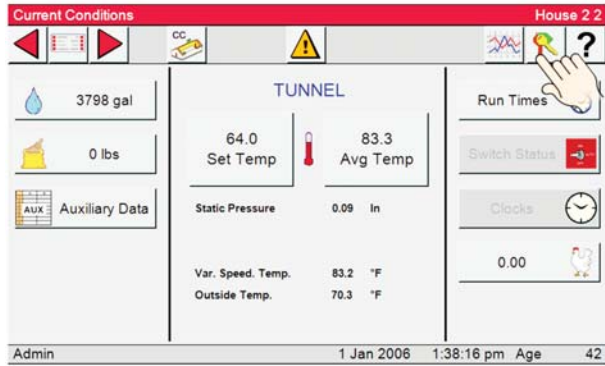 Current Conditions House 2 2
CC
?
TUNNEL
3798 gal
0 lbs
AUX Auxiliary Data
64.0
Set Temp
83.3
Avg Temp
Static Pressure 0.09 In
Var. Speed. Temp. 83.2 °F
Outside Temp. 70.3 °F
Run Times
Switch Status
Clocks
0.00
Admin 1 Jan 2006 1:38:16 pm Age 42